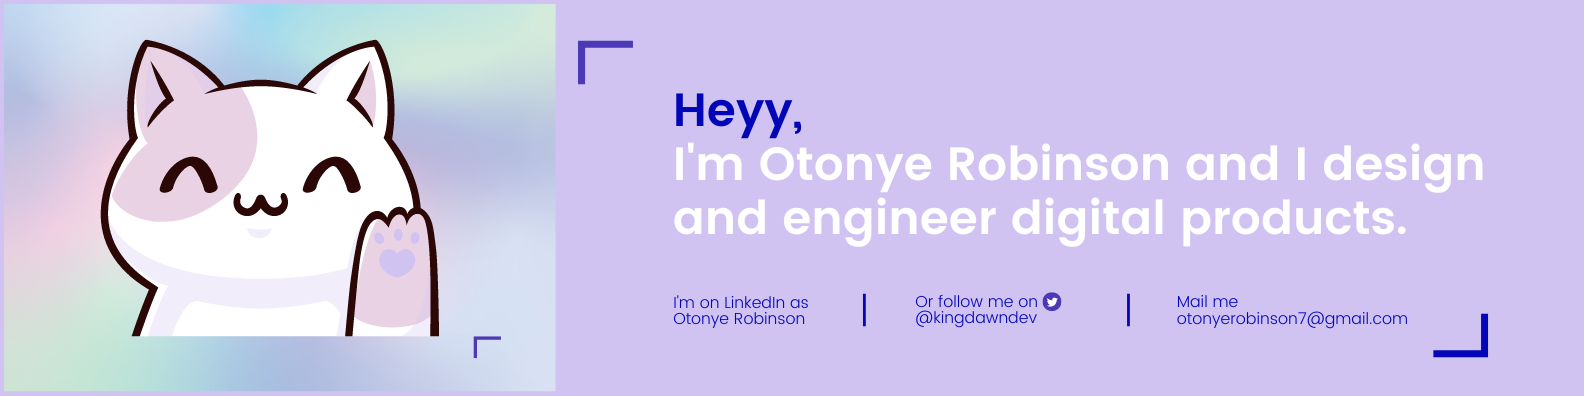 Heyy,
I'm Otonye Robinson and I design
and engineer digital products.
I'm on LinkedIn as
Otonye Robinson
Or follow me on
@kingdawndev
Mail me
otonyerobinson7@gmail.com